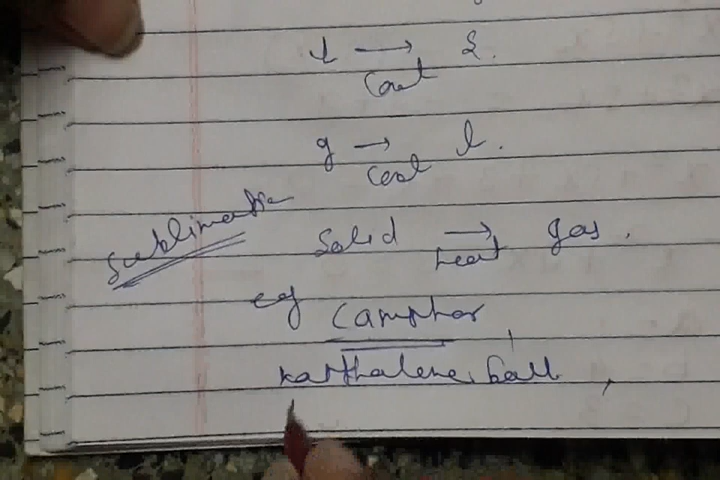 l → S.
Cool
g → l.
Cool
Sublimation
Solid → gas.
heat
eg Camphor,
napthalene ball,